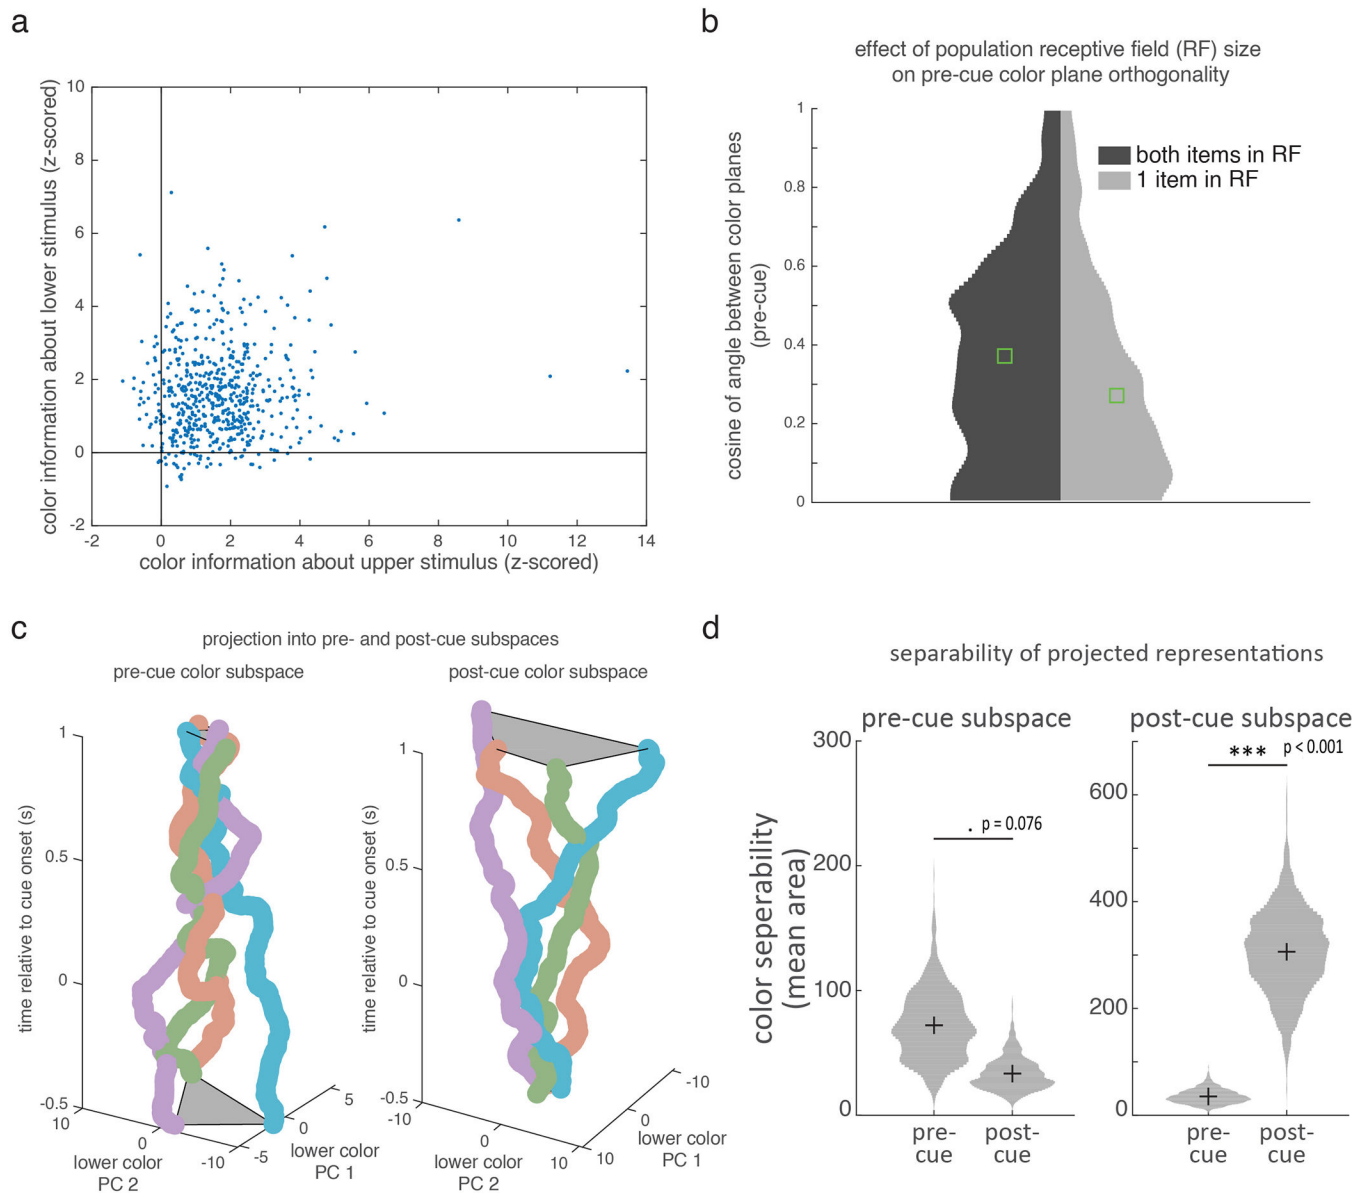 a
10
8
6
4
2
0
-2
-2 0 2 4 6 8 10 12 14
color information about lower stimulus (z-scored)
color information about upper stimulus (z-scored)
b
effect of population receptive field (RF) size
on pre-cue color plane orthogonality
1
0.8
0.6
0.4
0.2
0
cosine of angle between color planes
(pre-cue)
both items in RF
1 item in RF
c
projection into pre- and post-cue subspaces
pre-cue color subspace
1
0.5
0
-0.5
time relative to cue onset (s)
10
0
-10
lower color
PC 2
-5
0
5
lower color
PC 1
post-cue color subspace
1
0.5
0
-0.5
time relative to cue onset (s)
-10
0
10
lower color
PC 2
10
0
-10
lower color
PC 1
d
separability of projected representations
pre-cue subspace
300
200
100
0
color seperability
(mean area)
. p = 0.076
pre-
cue
post-
cue
post-cue subspace
*** p < 0.001
600
400
200
0
pre-
cue
post-
cue